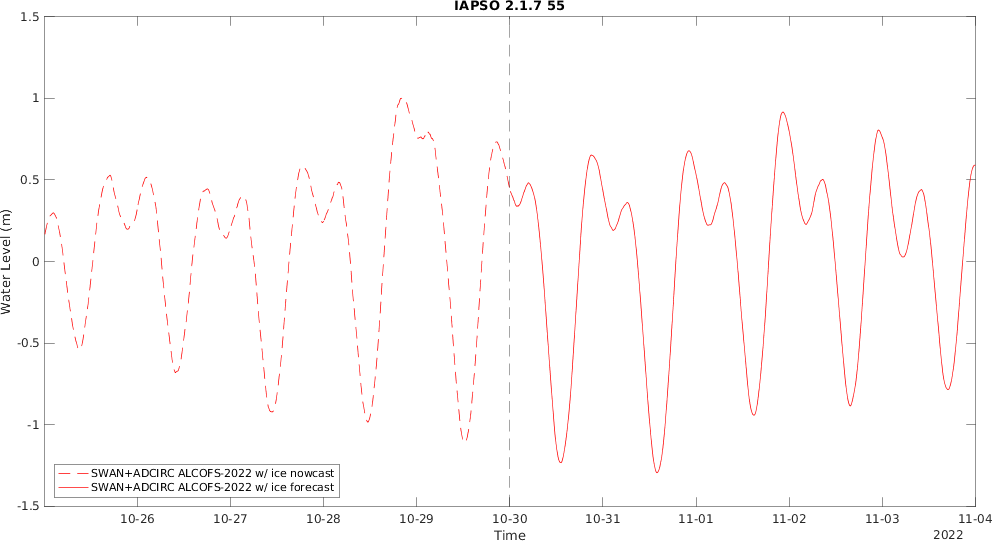 IAPSO 2.1.7 55
1.5
1
0.5
0
-0.5
-1
-1.5
Water Level (m)
SWAN+ADCIRC ALCOFS-2022 w/ ice nowcast
SWAN+ADCIRC ALCOFS-2022 w/ ice forecast
10-26 10-27 10-28 10-29 10-30 10-31 11-01 11-02 11-03 11-04
Time
2022